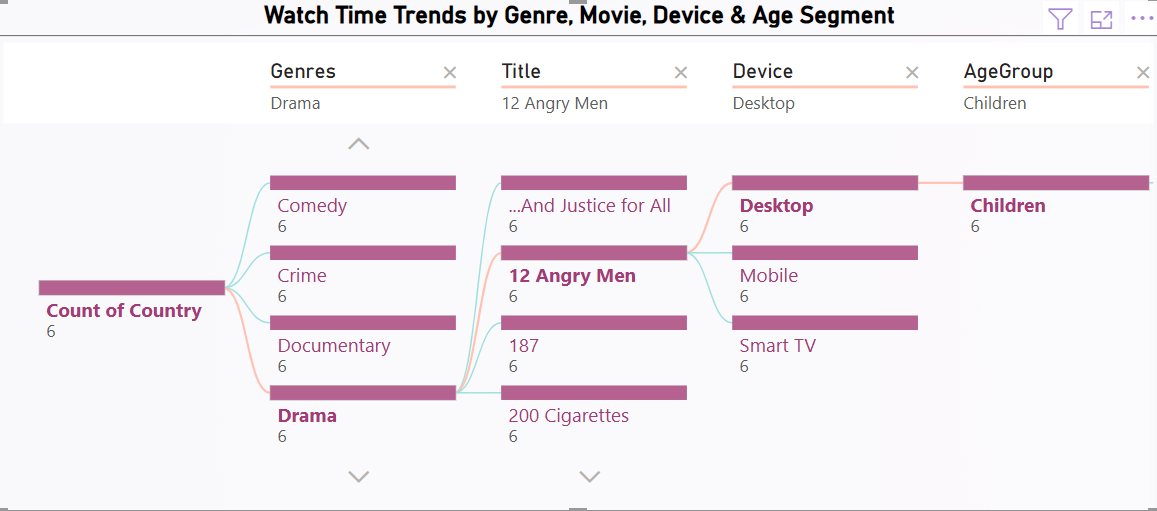 Watch Time Trends by Genre, Movie, Device & Age Segment
Genres
Drama
Title
12 Angry Men
Device
Desktop
AgeGroup
Children
Count of Country
6
Comedy
6
Crime
6
Documentary
6
Drama
6
...And Justice for All
6
12 Angry Men
6
187
6
200 Cigarettes
6
Desktop
6
Mobile
6
Smart TV
6
Children
6